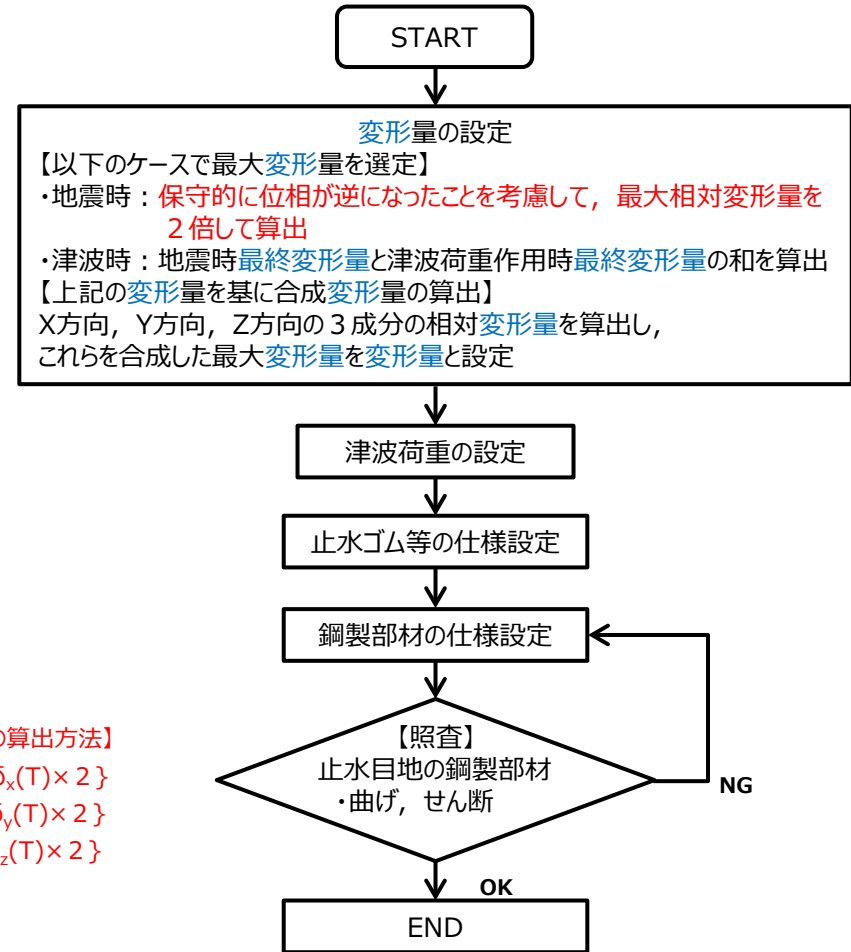 START
変形量の設定
【以下のケースで最大変形量を選定】
・地震時：保守的に位相が逆になったことを考慮して，最大相対変形量を
２倍して算出
・津波時：地震時最終変形量と津波荷重作用時最終変形量の和を算出
【上記の変形量を基に合成変形量の算出】
X方向，Y方向，Z方向の３成分の相対変形量を算出し，
これらを合成した最大変形量を変形量と設定
津波荷重の設定
止水ゴム等の仕様設定
鋼製部材の仕様設定
【照査】
止水目地の鋼製部材
・曲げ，せん断
NG
OK
END
の算出方法】
δx(T)×２}
δy(T)×２}
z(T)×２}